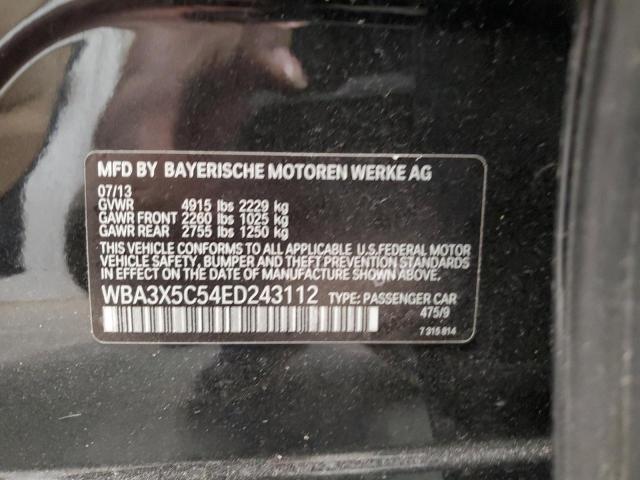 MFD BY BAYERISCHE MOTOREN WERKE AG
07/13
GVWR 4915 lbs 2229 kg
GAWR FRONT 2260 lbs 1025 kg
GAWR REAR 2755 lbs 1250 kg
THIS VEHICLE CONFORMS TO ALL APPLICABLE U.S.FEDERAL MOTOR
VEHICLE SAFETY, BUMPER AND THEFT PREVENTION STANDARDS
IN EFFECT ON THE DATE OF MANUFACTURE SHOWN ABOVE.
WBA3X5C54ED243112 TYPE: PASSENGER CAR
475/9
7 315 814